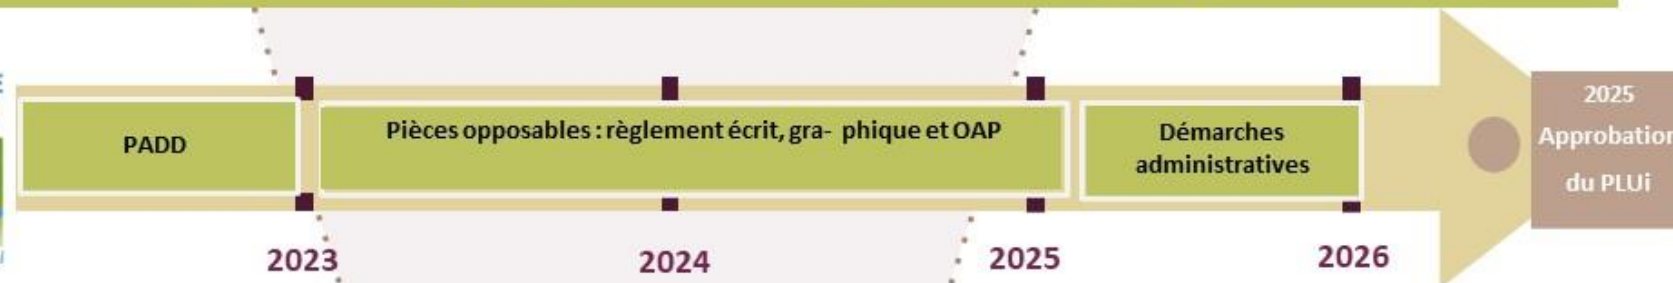 PADD
Pièces opposables : règlement écrit, gra- phique et OAP
Démarches
administratives
2025
Approbation
du PLUi
2023
2024
2025
2026